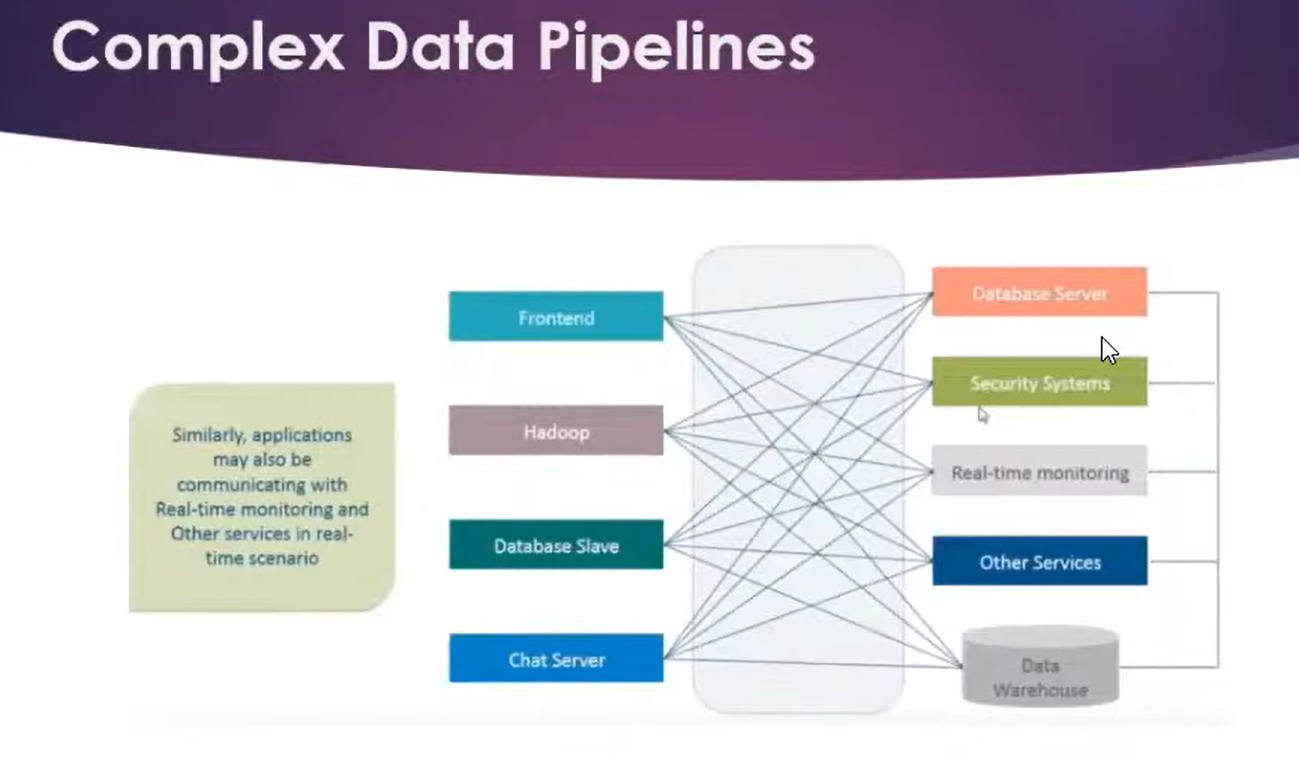 Complex Data Pipelines
Similarly, applications
may also be
communicating with
Real-time monitoring and
Other services in real-
time scenario
Frontend
Hadoop
Database Slave
Chat Server
Database Server
Security Systems
Real-time monitoring
Other Services
Data
Warehouse